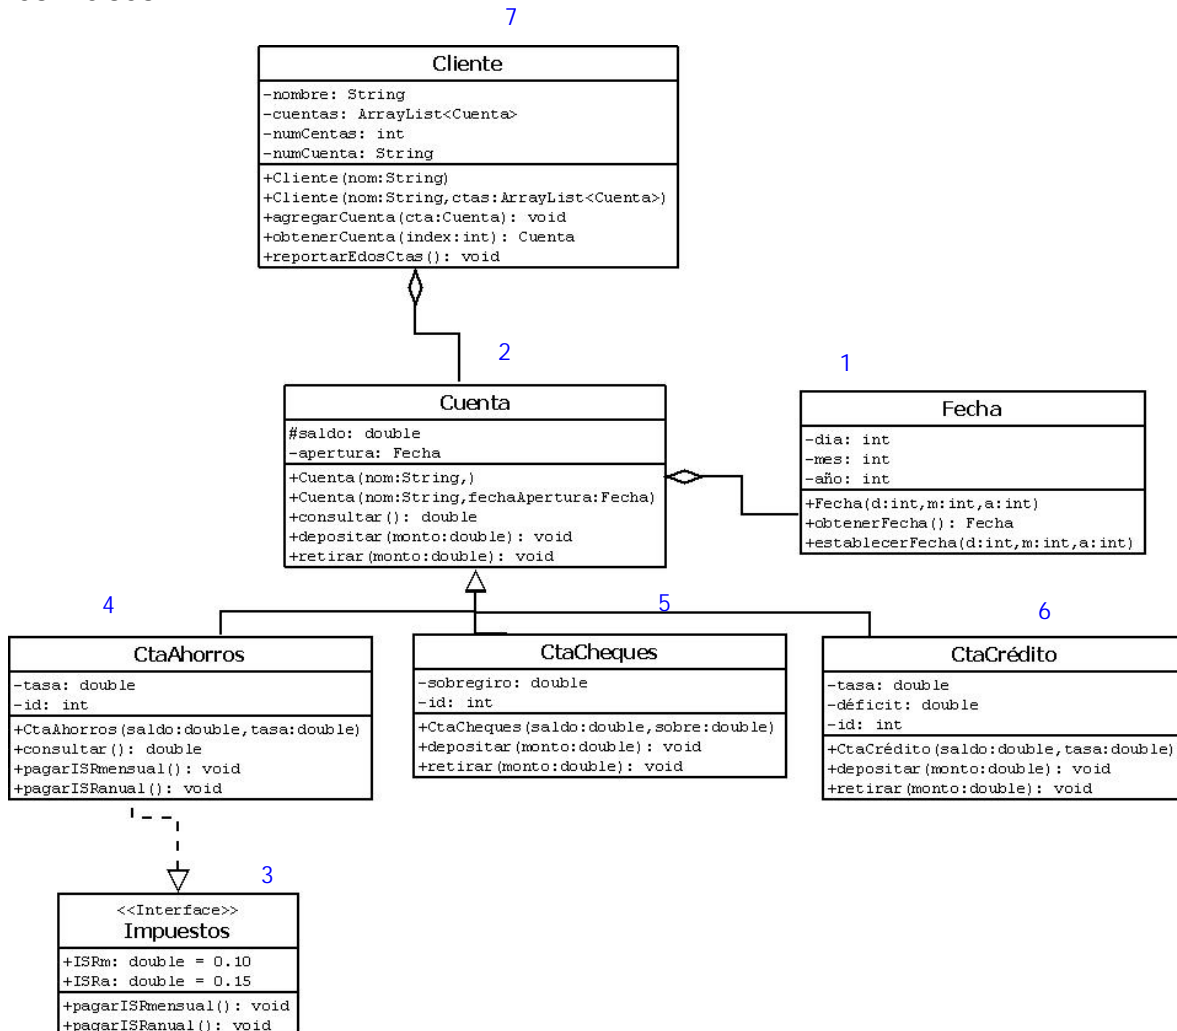 7
Cliente
-nombre: String
-cuentas: ArrayList<Cuenta>
-numCentas: int
-numCuenta: String
+Cliente(nom:String)
+Cliente(nom:String,ctas:ArrayList<Cuenta>)
+agregarCuenta(cta:Cuenta): void
+obtenerCuenta(index:int): Cuenta
+reportarEdosCtas(): void
2
Cuenta
#saldo: double
-apertura: Fecha
+Cuenta(nom:String,)
+Cuenta(nom:String,fechaApertura:Fecha)
+consultar(): double
+depositar(monto:double): void
+retirar(monto:double): void
1
Fecha
-dia: int
-mes: int
-año: int
+Fecha(d:int,m:int,a:int)
+obtenerFecha(): Fecha
+establecerFecha(d:int,m:int,a:int)
4
CtaAhorros
-tasa: double
-id: int
+CtaAhorros(saldo:double,tasa:double)
+consultar(): double
+pagarISRmensual(): void
+pagarISRanual(): void
5
CtaCheques
-sobregiro: double
-id: int
+CtaCheques(saldo:double,sobre:double)
+depositar(monto:double): void
+retirar(monto:double): void
6
CtaCrédito
-tasa: double
-déficit: double
-id: int
+CtaCrédito(saldo:double,tasa:double)
+depositar(monto:double): void
+retirar(monto:double): void
3
<<Interface>>
Impuestos
+ISRm: double = 0.10
+ISRa: double = 0.15
+pagarISRmensual(): void
+pagarISRanual(): void